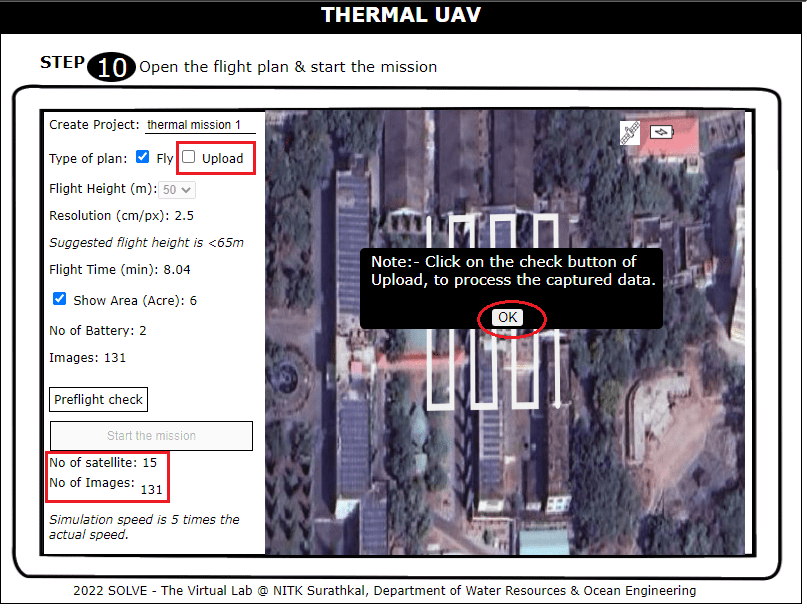 THERMAL UAV
STEP 10 Open the flight plan & start the mission
Create Project: thermal mission 1
Type of plan: Fly Upload
Flight Height (m): 50
Resolution (cm/px): 2.5
Suggested flight height is <65m
Flight Time (min): 8.04
Show Area (Acre): 6
No of Battery: 2
Images: 131
Preflight check
Start the mission
No of satellite: 15
No of Images: 131
Simulation speed is 5 times the
actual speed.
Note:- Click on the check button of
Upload, to process the captured data.
OK
2022 SOLVE - The Virtual Lab @ NITK Surathkal, Department of Water Resources & Ocean Engineering